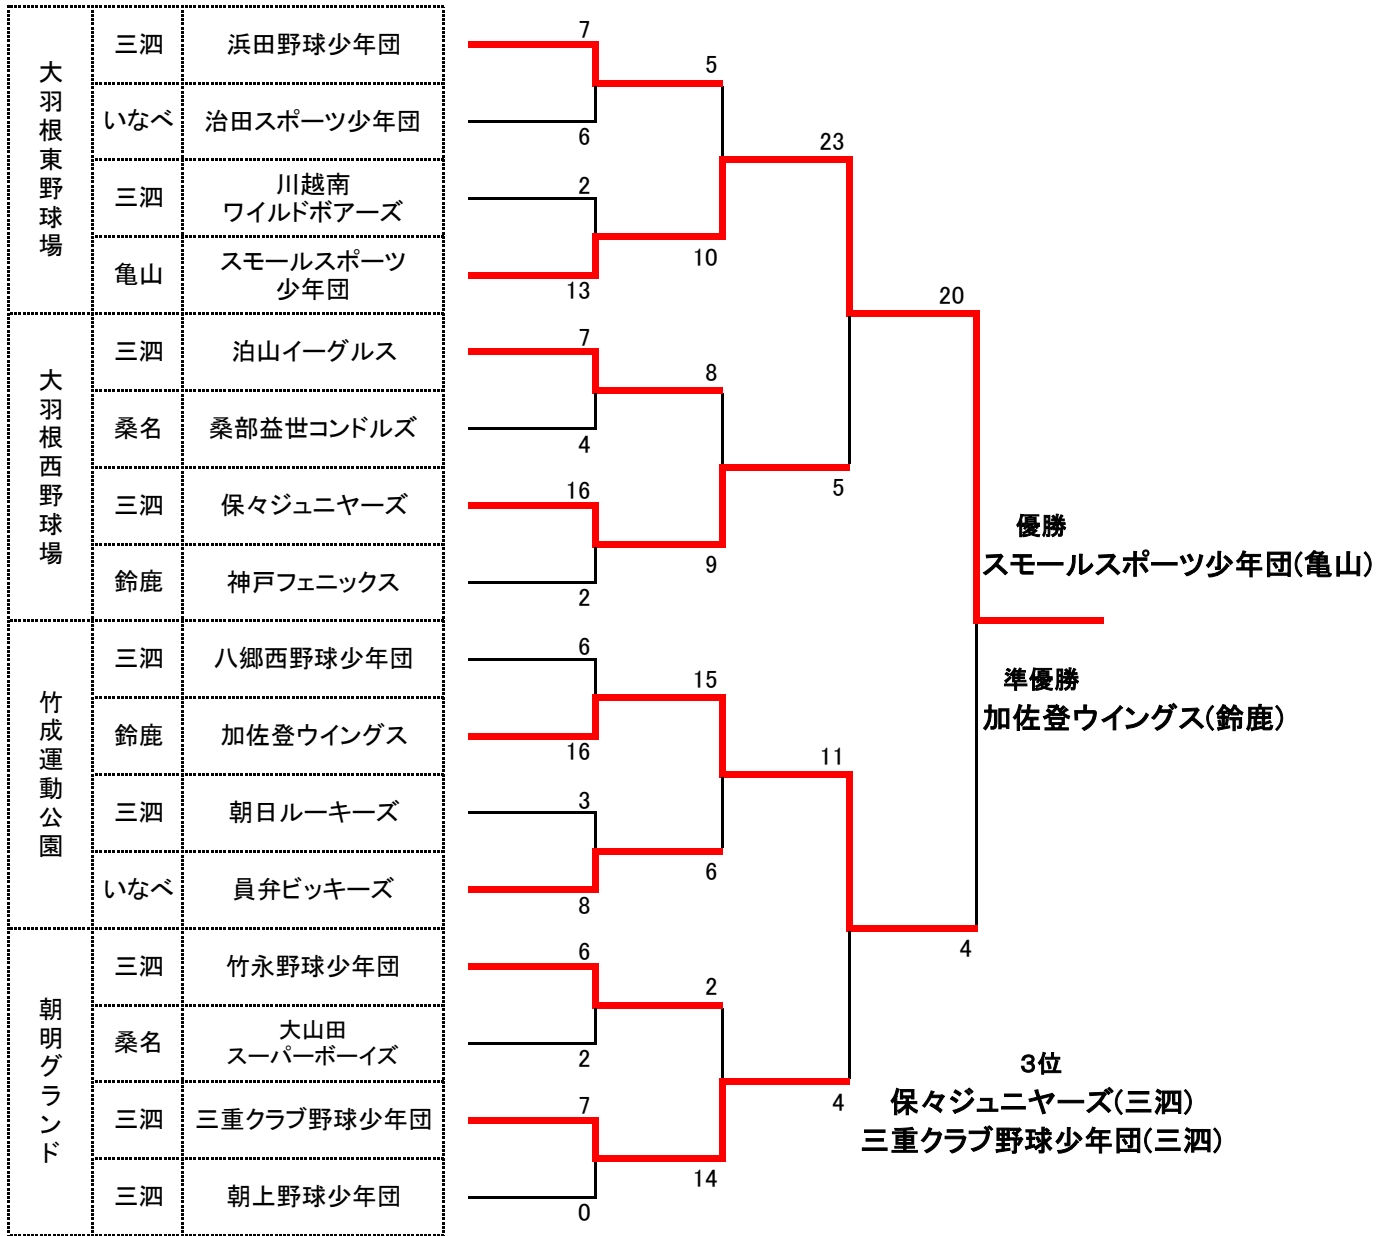 大羽根東野球場
三泗 浜田野球少年団
いなべ 治田スポーツ少年団
三泗 川越南
ワイルドボアーズ
亀山 スモールスポーツ
少年団
大羽根西野球場
三泗 泊山イーグルス
桑名 桑部益世コンドルズ
三泗 保々ジュニヤーズ
鈴鹿 神戸フェニックス
竹成運動公園
三泗 八郷西野球少年団
鈴鹿 加佐登ウイングス
三泗 朝日ルーキーズ
いなべ 員弁ビッキーズ
朝明グランド
三泗 竹永野球少年団
桑名 大山田
スーパーボーイズ
三泗 三重クラブ野球少年団
三泗 朝上野球少年団
7
6
2
13
7
4
16
2
6
16
3
8
6
2
7
0
5
10
8
9
15
6
2
14
23
5
11
4
20
4
優勝
スモールスポーツ少年団(亀山)
準優勝
加佐登ウイングス(鈴鹿)
3位
保々ジュニヤーズ(三泗)
三重クラブ野球少年団(三泗)